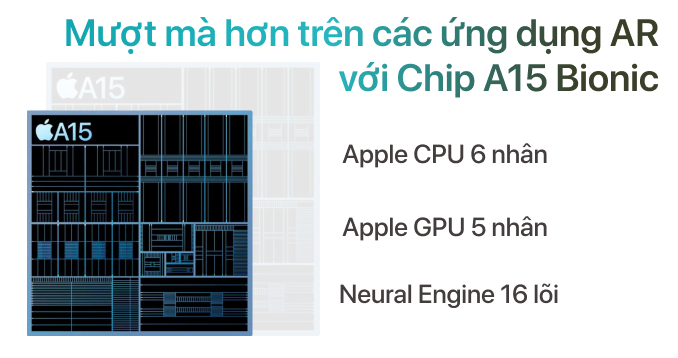 Mượt mà hơn trên các ứng dụng AR
với Chip A15 Bionic
A15
A15
Apple CPU 6 nhân
Apple GPU 5 nhân
Neural Engine 16 lõi